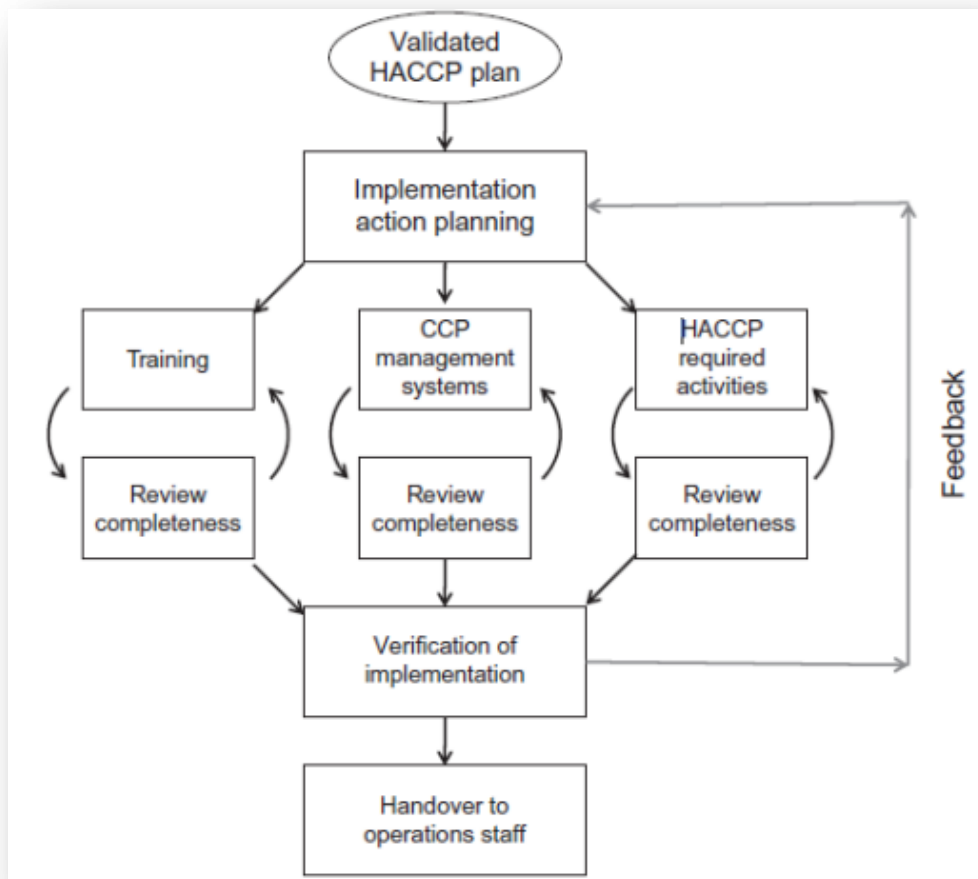 Validated
HACCP plan
Implementation
action planning
Training
CCP
management
systems
HACCP
required
activities
Review
completeness
Review
completeness
Review
completeness
Feedback
Verification of
implementation
Handover to
operations staff